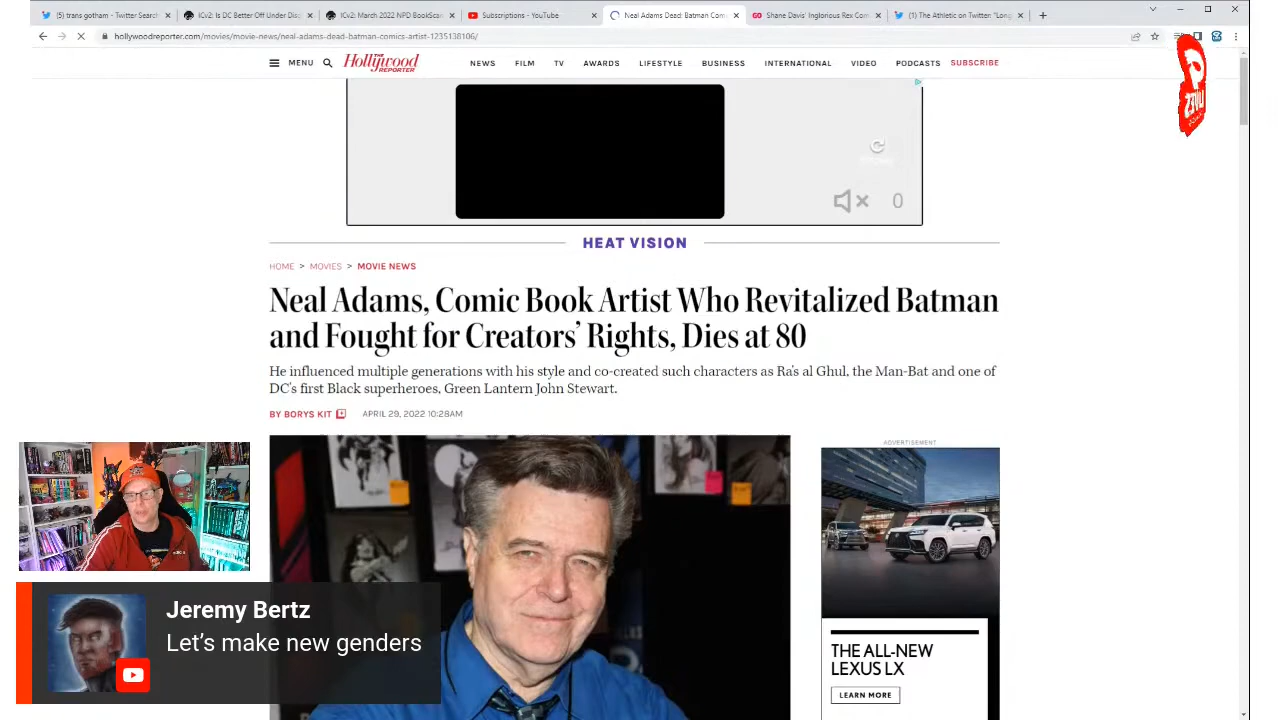 (5) trans gotham - Twitter Search
ICv2: Is DC Better Off Under Bertz
ICv2: March 2022 NPD BookScan
Subscriptions - YouTube
Neal Adams Dead: Batman Com
Shane Davis' Inglorious Rex Com
(1) The Athletic on Twitter: "Long
hollywoodreporter.com/movies/movie-news/neal-adams-dead-batman-comics-artist-1235138106/
MENU
Hollywood
REPORTER
NEWS FILM TV AWARDS LIFESTYLE BUSINESS INTERNATIONAL VIDEO PODCASTS SUBSCRIBE
0
HEAT VISION
HOME > MOVIES > MOVIE NEWS
Neal Adams, Comic Book Artist Who Revitalized Batman
and Fought for Creators' Rights, Dies at 80
He influenced multiple generations with his style and co-created such characters as Ra's al Ghul, the Man-Bat and one of
DC's first Black superheroes, Green Lantern John Stewart.
BY BORYS KIT APRIL 29, 2022 10:28AM
ADVERTISEMENT
THE ALL-NEW
LEXUS LX
LEARN MORE
Jeremy Bertz
Let's make new genders